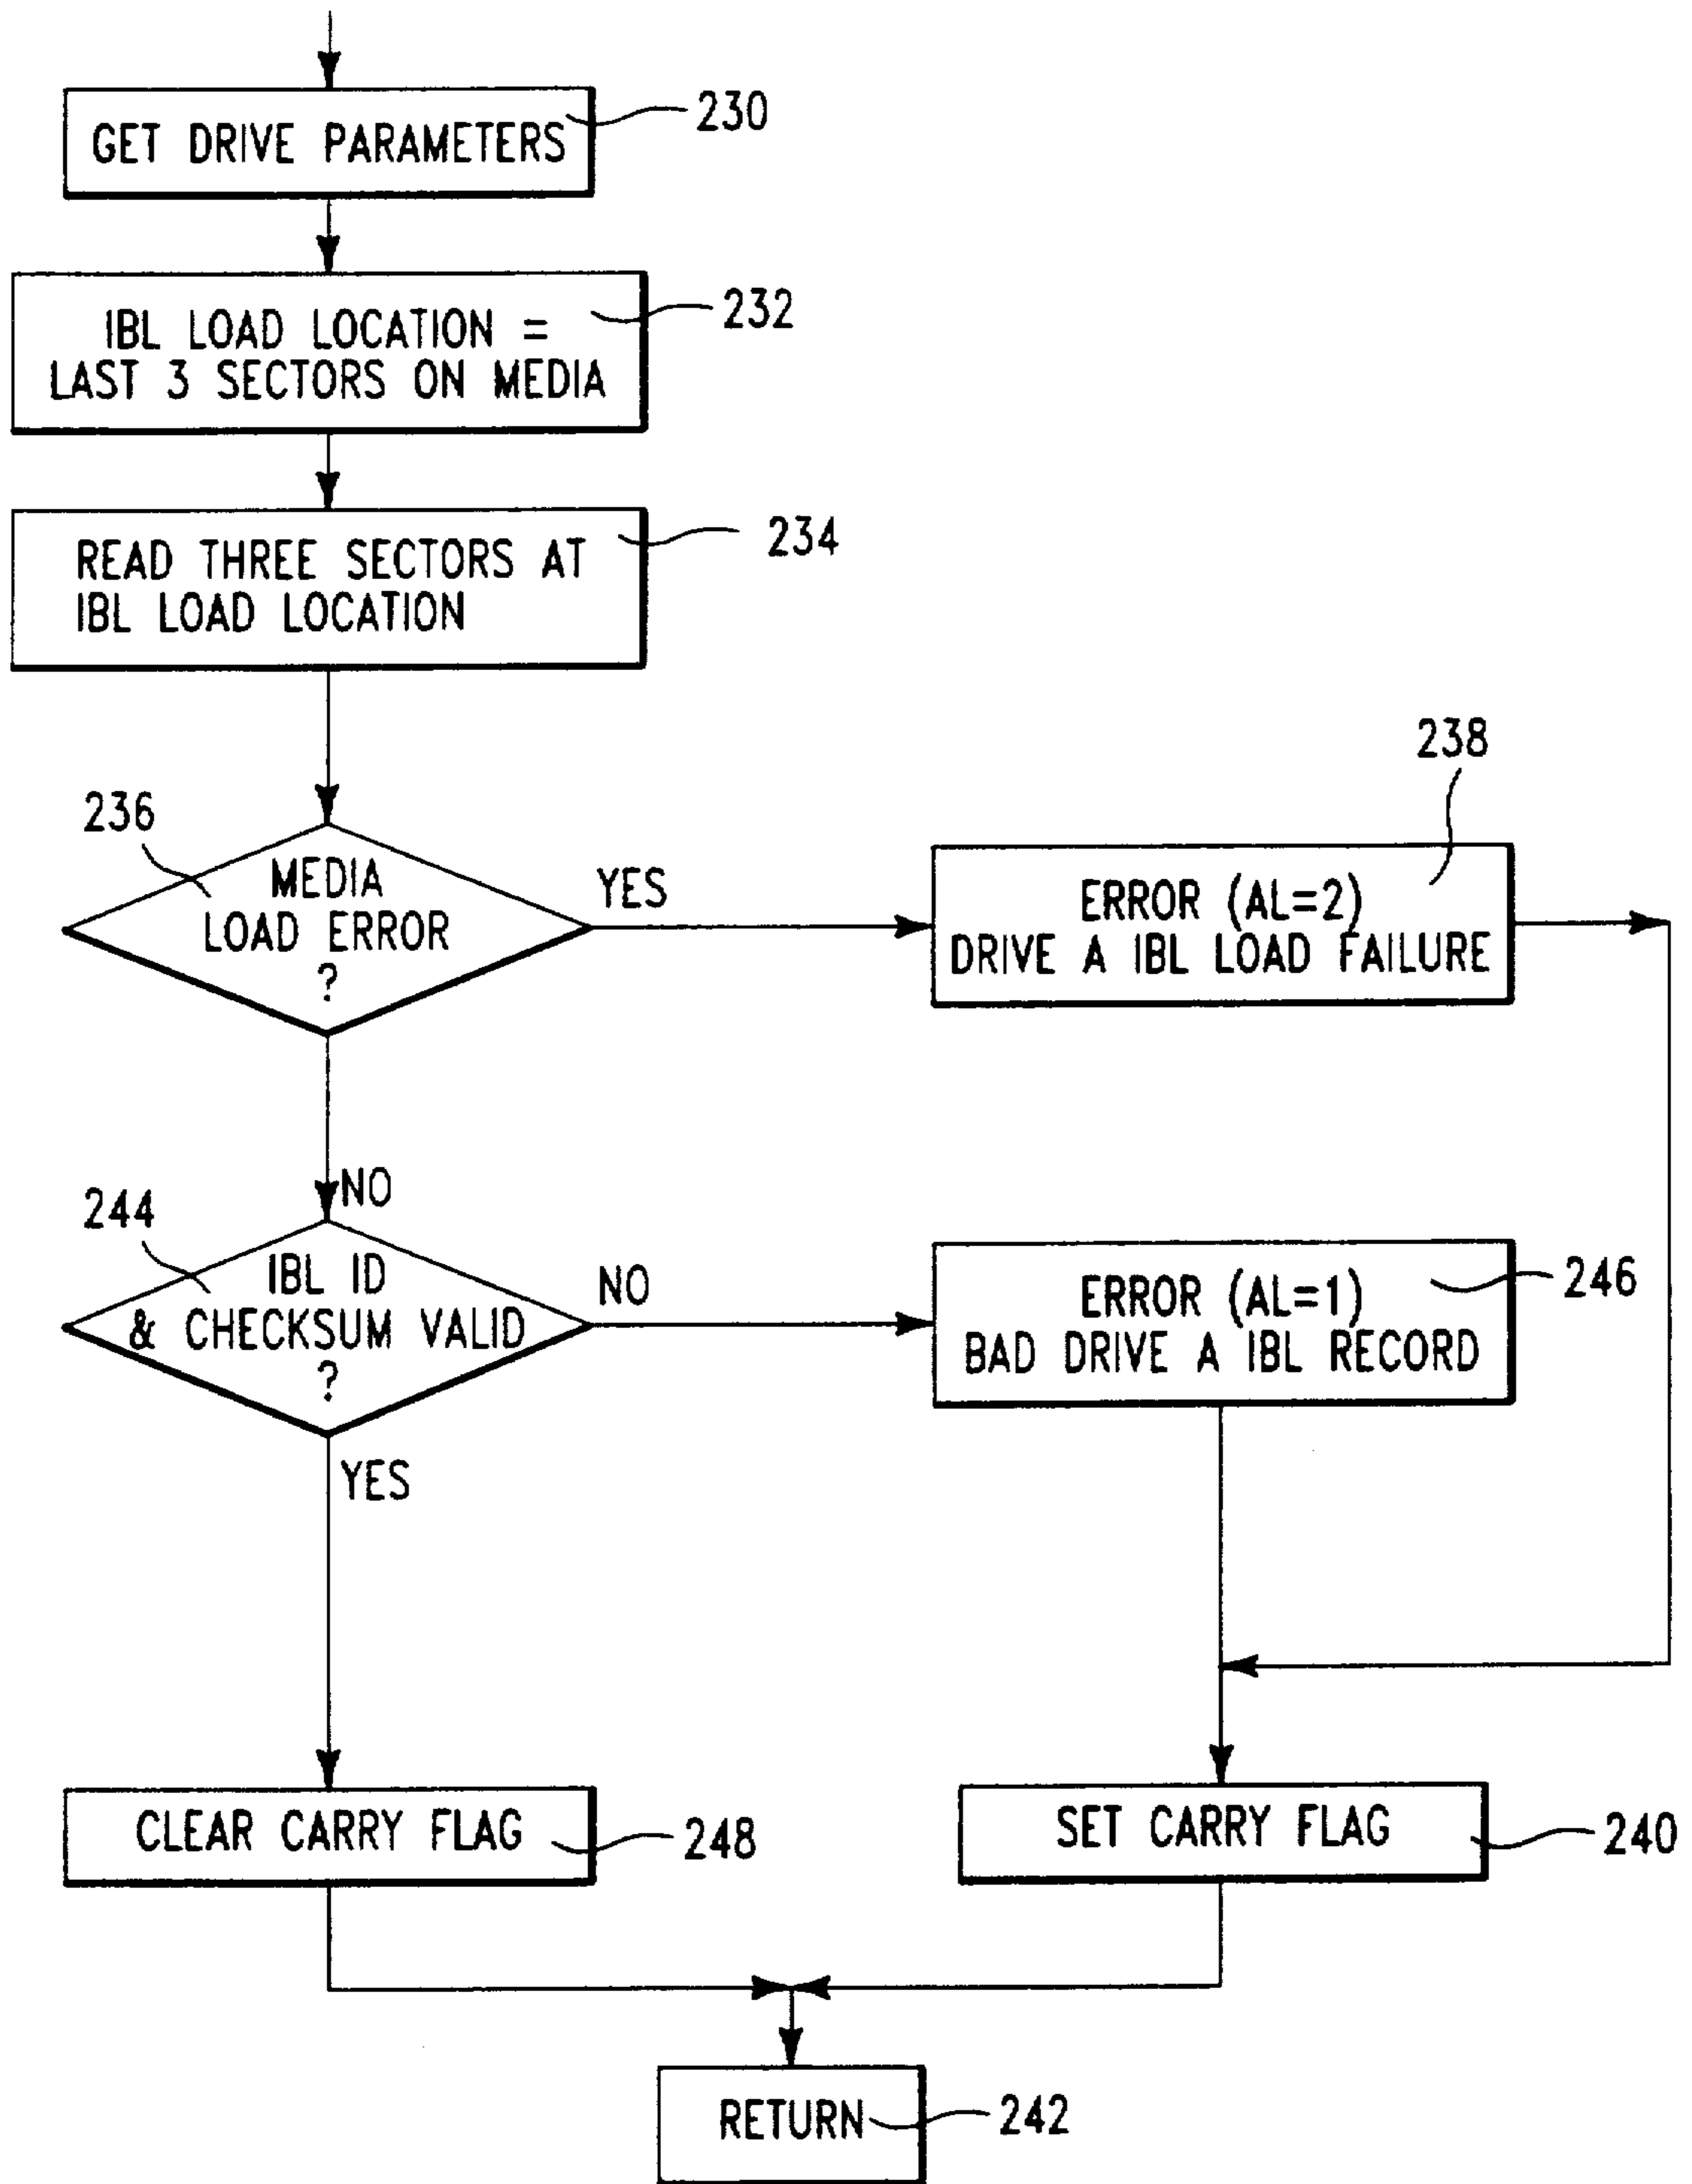 GET DRIVE PARAMETERS
230
IBL LOAD LOCATION =
LAST 3 SECTORS ON MEDIA
232
READ THREE SECTORS AT
IBL LOAD LOCATION
234
236
MEDIA
LOAD ERROR
?
YES
238
ERROR (AL=2)
DRIVE A IBL LOAD FAILURE
NO
244
IBL ID
& CHECKSUM VALID
?
NO
ERROR (AL=1)
BAD DRIVE A IBL RECORD
246
YES
CLEAR CARRY FLAG
248
SET CARRY FLAG
240
RETURN
242